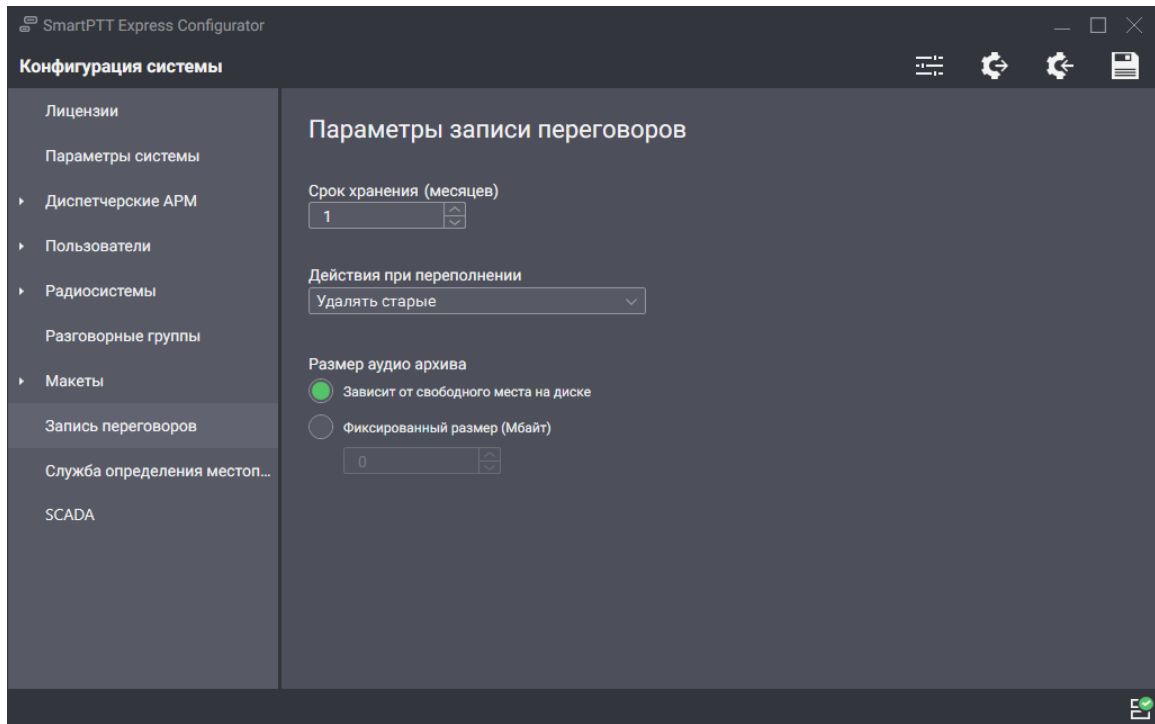 SmartPTT Express Configurator
Конфигурация системы
Лицензии
Параметры системы
Диспетчерские АРМ
Пользователи
Радиосистемы
Разговорные группы
Макеты
Запись переговоров
Служба определения местоп...
SCADA
Параметры записи переговоров
Срок хранения (месяцев)
1
Действия при переполнении
Удалять старые
Размер аудио архива
Зависит от свободного места на диске
Фиксированный размер (Мбайт)
0